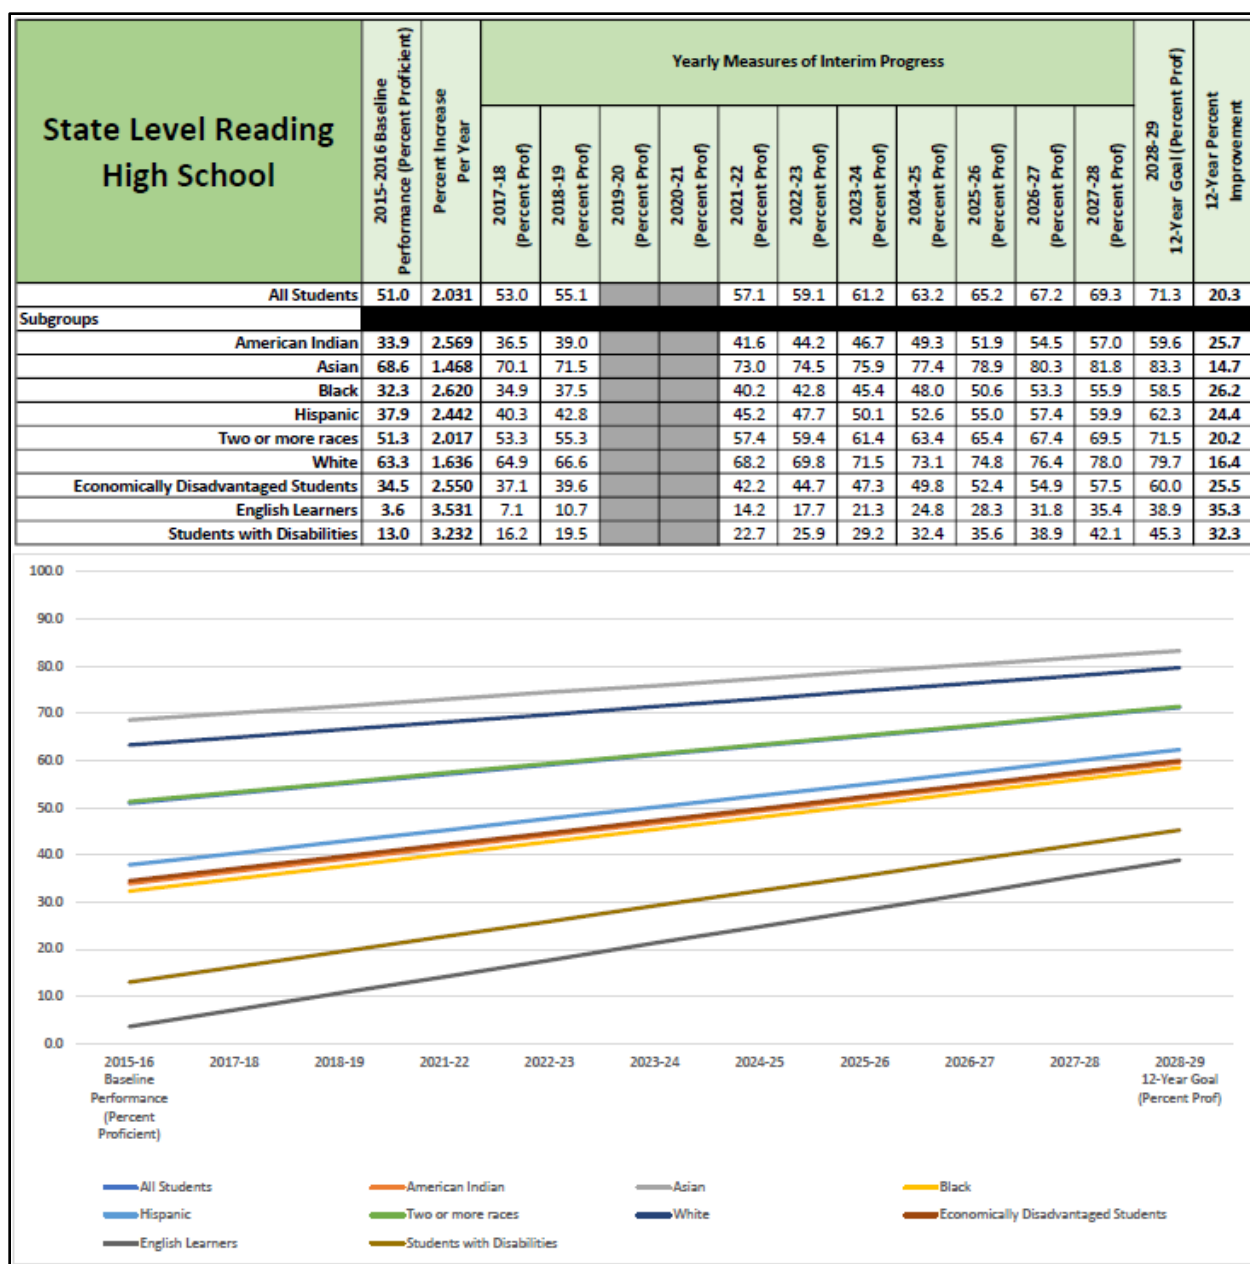 State Level Reading
High School
2015-2016 Baseline
Performance (Percent Proficient)
Percent Increase
Per Year
Yearly Measures of Interim Progress
2017-18
(Percent Prof)
2018-19
(Percent Prof)
2019-20
(Percent Prof)
2020-21
(Percent Prof)
2021-22
(Percent Prof)
2022-23
(Percent Prof)
2023-24
(Percent Prof)
2024-25
(Percent Prof)
2025-26
(Percent Prof)
2026-27
(Percent Prof)
2027-28
(Percent Prof)
2028-29
12-Year Goal (Percent Prof)
12-Year Percent
Improvement
All Students 51.0 2.031 53.0 55.1 57.1 59.1 61.2 63.2 65.2 67.2 69.3 71.3 20.3
Subgroups
American Indian 33.9 2.569 36.5 39.0 41.6 44.2 46.7 49.3 51.9 54.5 57.0 59.6 25.7
Asian 68.6 1.468 70.1 71.5 73.0 74.5 75.9 77.4 78.9 80.3 81.8 83.3 14.7
Black 32.3 2.620 34.9 37.5 40.2 42.8 45.4 48.0 50.6 53.3 55.9 58.5 26.2
Hispanic 37.9 2.442 40.3 42.8 45.2 47.7 50.1 52.6 55.0 57.4 59.9 62.3 24.4
Two or more races 51.3 2.017 53.3 55.3 57.4 59.4 61.4 63.4 65.4 67.4 69.5 71.5 20.2
White 63.3 1.636 64.9 66.6 68.2 69.8 71.5 73.1 74.8 76.4 78.0 79.7 16.4
Economically Disadvantaged Students 34.5 2.550 37.1 39.6 42.2 44.7 47.3 49.8 52.4 54.9 57.5 60.0 25.5
English Learners 3.6 3.531 7.1 10.7 14.2 17.7 21.3 24.8 28.3 31.8 35.4 38.9 35.3
Students with Disabilities 13.0 3.232 16.2 19.5 22.7 25.9 29.2 32.4 35.6 38.9 42.1 45.3 32.3
100.0
90.0
80.0
70.0
60.0
50.0
40.0
30.0
20.0
10.0
0.0
2015-16 2017-18 2018-19 2021-22 2022-23 2023-24 2024-25 2025-26 2026-27 2027-28 2028-29
Baseline 12-Year Goal
Performance (Percent Prof)
(Percent
Proficient)
All Students American Indian Asian Black
Hispanic Two or more races White Economically Disadvantaged Students
English Learners Students with Disabilities